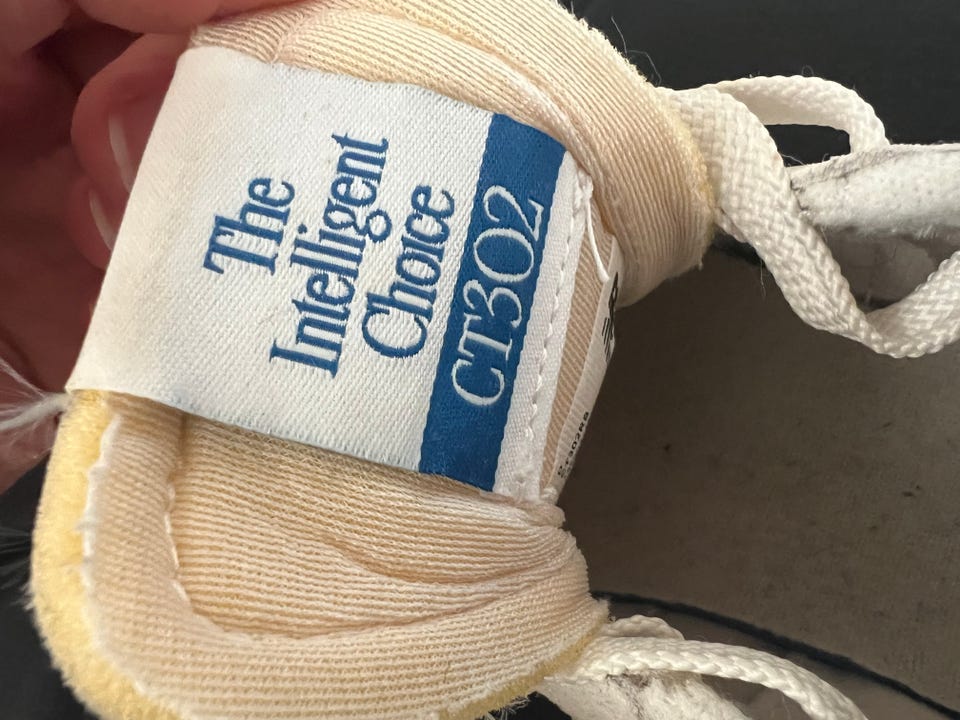 The
Intelligent
Choice
CT302